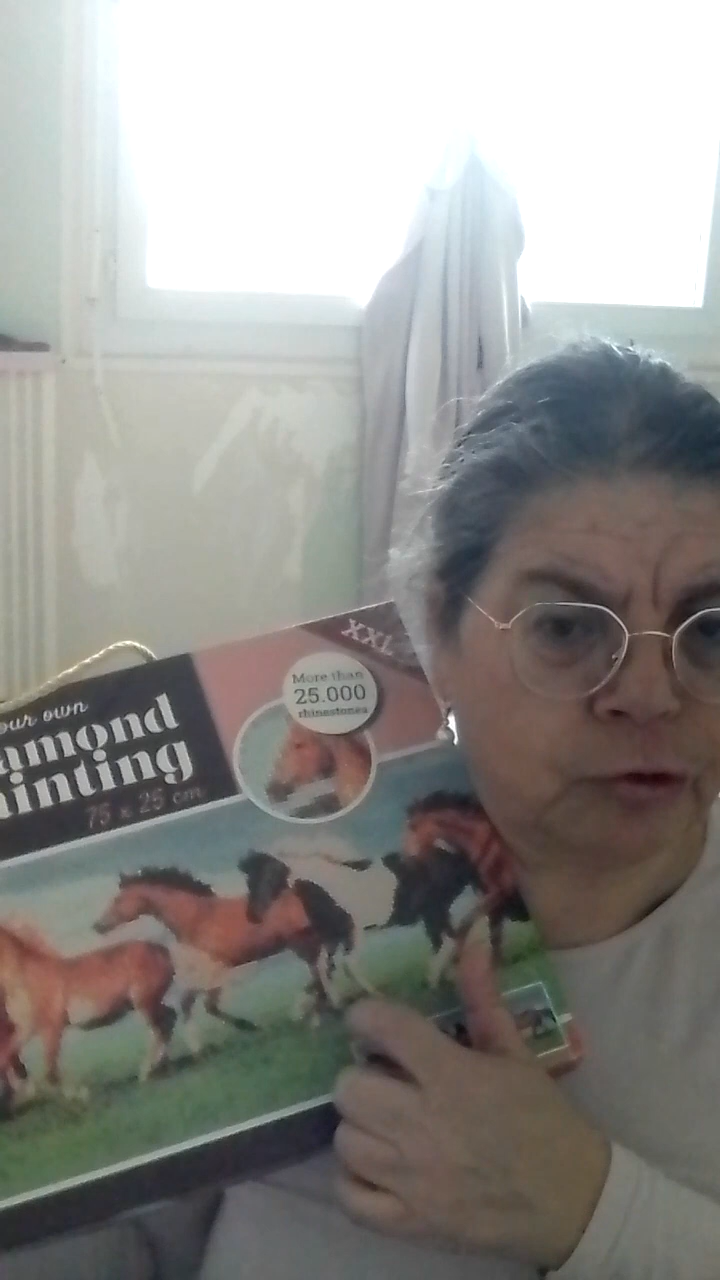 our own
amond
ainting
75 x 25 cm
XXL
More than
25.000
rhinestones